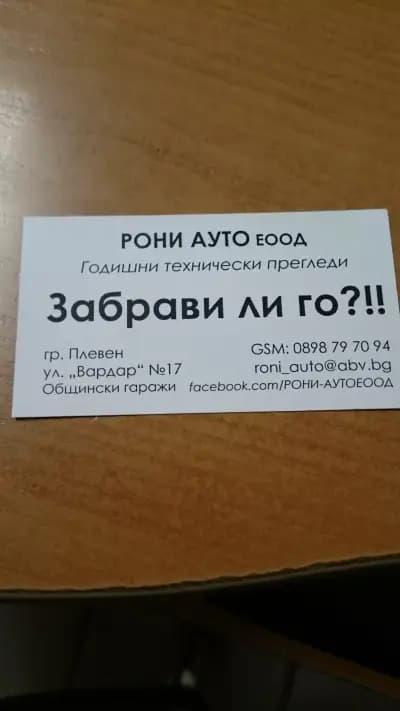 РОНИ АУТО ЕООД
Годишни технически прегледи
Забрави ли го?!!
гр. Плевен
ул. „Вардар“ №17
Общински гаражи
GSM: 0898 79 70 94
roni_auto@abv.bg
facebook.com/РОНИ-АУТОЕООД